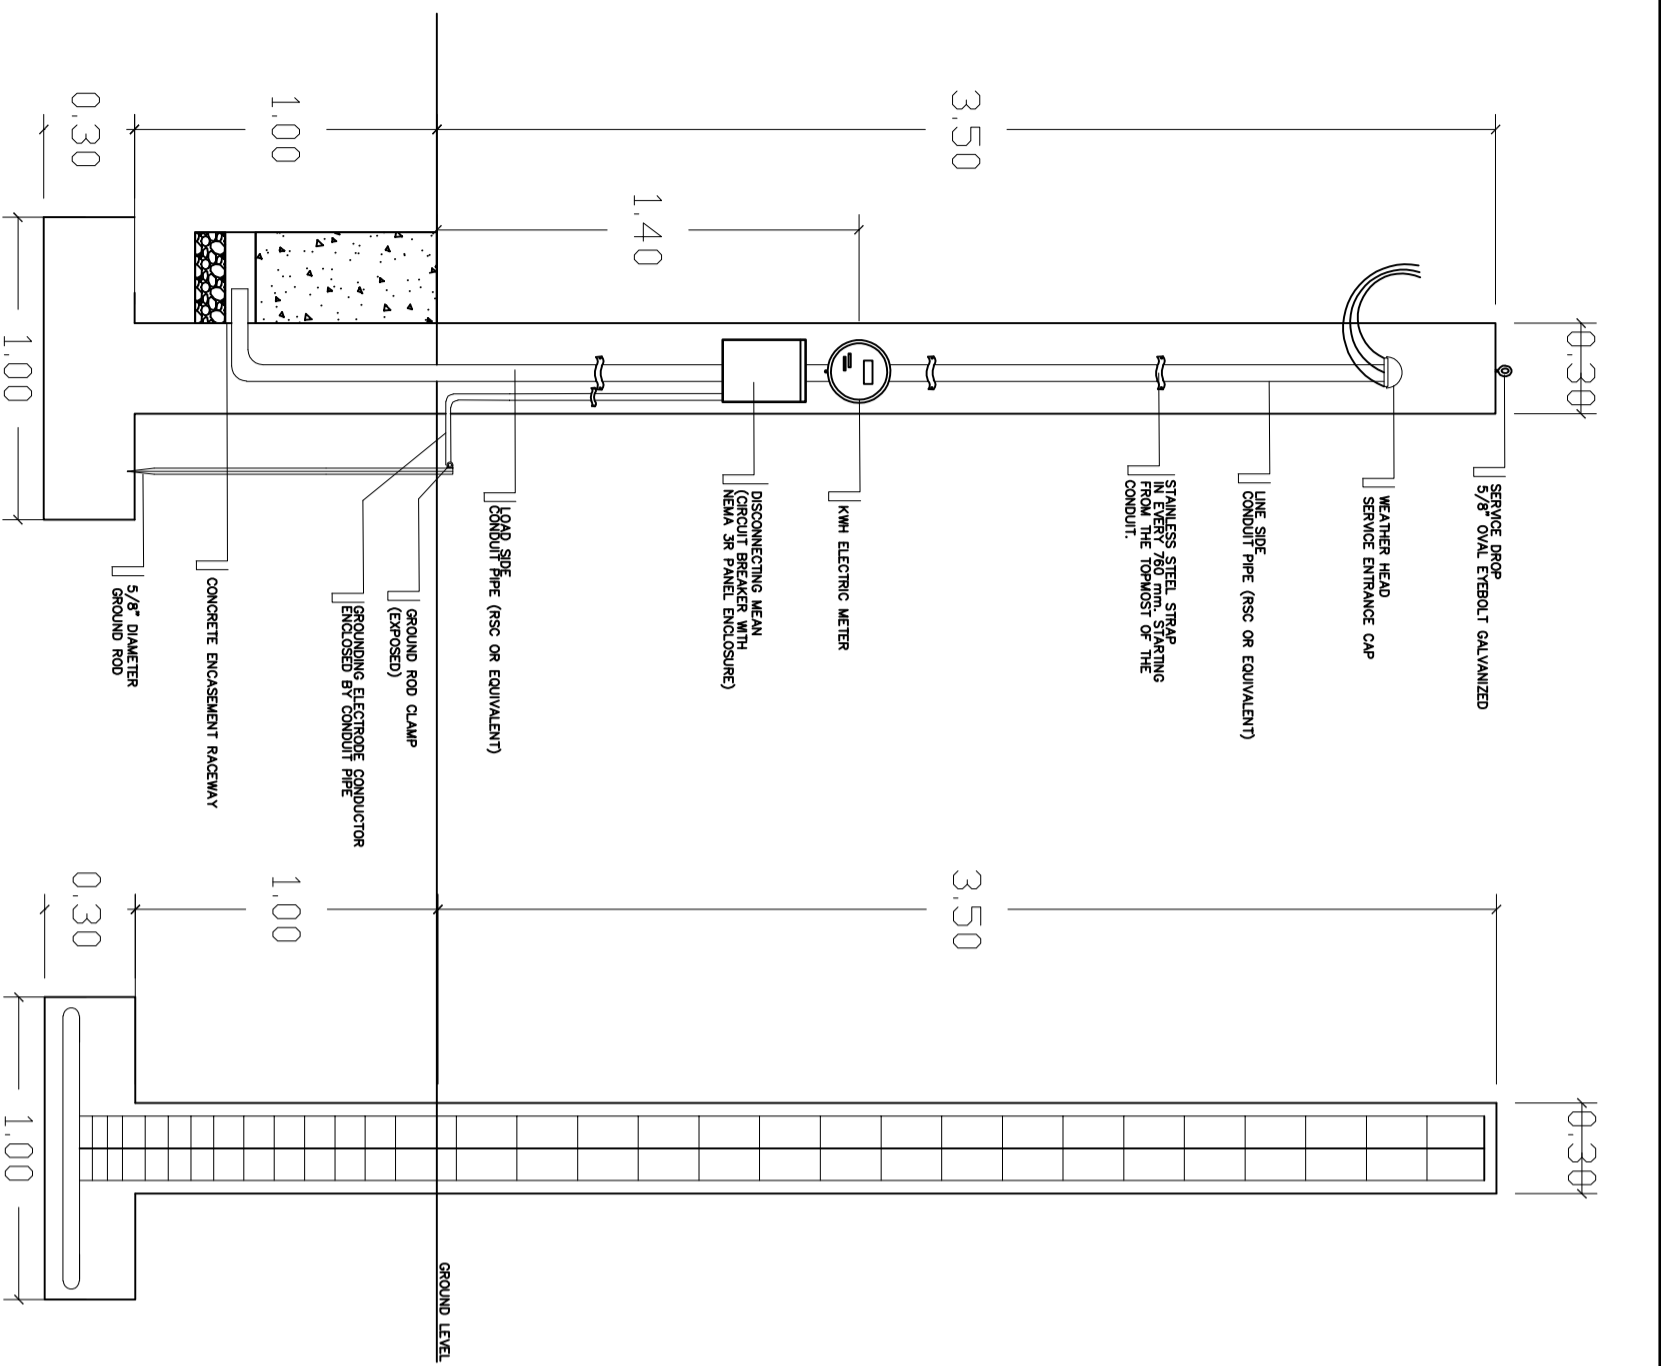 0.30
SERVICE DROP
5/8" OVAL EYEBOLT GALVANIZED
WEATHER HEAD
SERVICE ENTRANCE CAP
LINE SIDE
CONDUIT PIPE (RSC OR EQUIVALENT)
STAINLESS STEEL STRAP
IN EVERY 760 mm. STARTING
FROM THE TOPMOST OF THE
CONDUIT.
3.50
KWH ELECTRIC METER
DISCONNECTING MEAN
(CIRCUIT BREAKER WITH
NEMA 3R PANEL ENCLOSURE)
1.40
LOAD SIDE
CONDUIT PIPE (RSC OR EQUIVALENT)
GROUND ROD CLAMP
(EXPOSED)
GROUNDING ELECTRODE CONDUCTOR
ENCLOSED BY CONDUIT PIPE
1.00
CONCRETE ENCASEMENT RACEWAY
5/8" DIAMETER
GROUND ROD
0.30
1.00
0.30
3.50
GROUND LEVEL
1.00
0.30
1.00